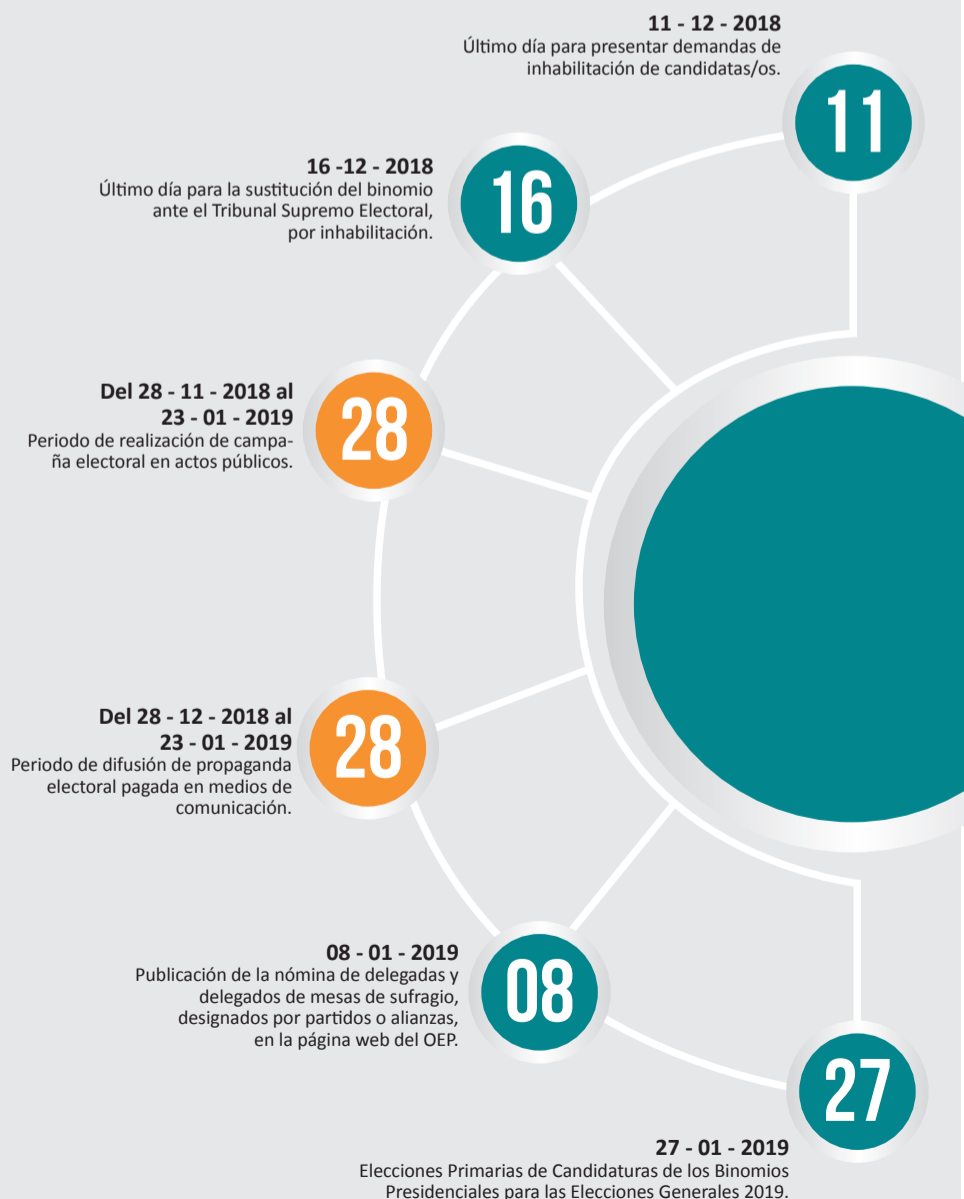 11 - 12 - 2018
Último día para presentar demandas de
inhabilitación de candidatas/os.
11
16 -12 - 2018
Último día para la sustitución del binomio
ante el Tribunal Supremo Electoral,
por inhabilitación.
16
Del 28 - 11 - 2018 al
23 - 01 - 2019
Periodo de realización de campa-
ña electoral en actos públicos.
28
Del 28 - 12 - 2018 al
23 - 01 - 2019
Periodo de difusión de propaganda
electoral pagada en medios de
comunicación.
28
08 - 01 - 2019
Publicación de la nómina de delegadas y
delegados de mesas de sufragio,
designados por partidos o alianzas,
en la página web del OEP.
08
27
27 - 01 - 2019
Elecciones Primarias de Candidaturas de los Binomios
Presidenciales para las Elecciones Generales 2019.